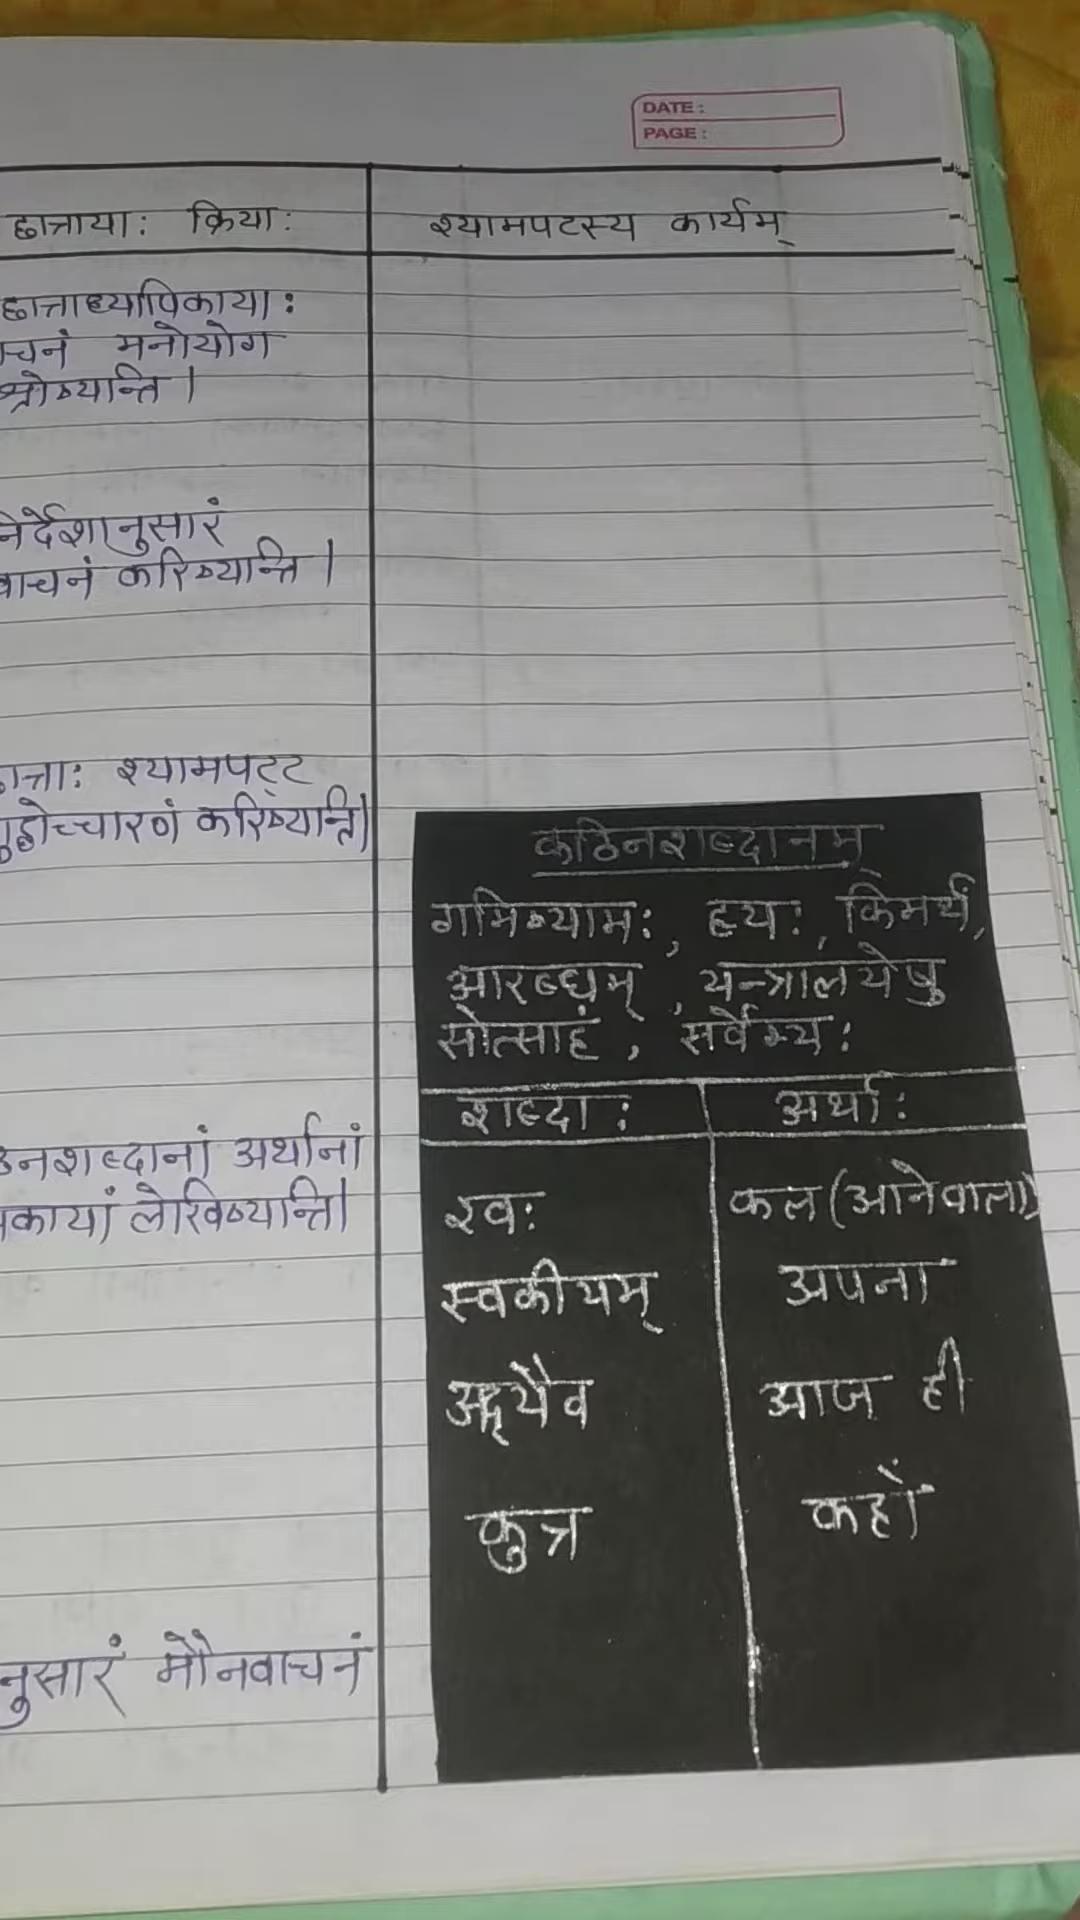 DATE :
PAGE :
छात्राया: क्रिया:
श्यामपटस्य कार्यम्
छात्राध्यापिकाया:
मनोयोग
श्रोष्यन्ति ।
निर्देशानुसारं
वाचनं करिष्यन्ति ।
श्यामपट्ट
करिष्यन्ति।
अर्थानां
लेखिष्यन्ति।
मौनवाचनं
कठिनशब्दानम्
गमिष्याम:, ह्य:, किमर्थं,
आरब्धम्, यन्त्रालयेषु
सोत्साहं, सर्वेभ्य:
शब्दा: अर्था:
श्व: कल (आनेवाला)
स्वकीयम् अपना
अद्यैव आज ही
कुत्र कहाँ